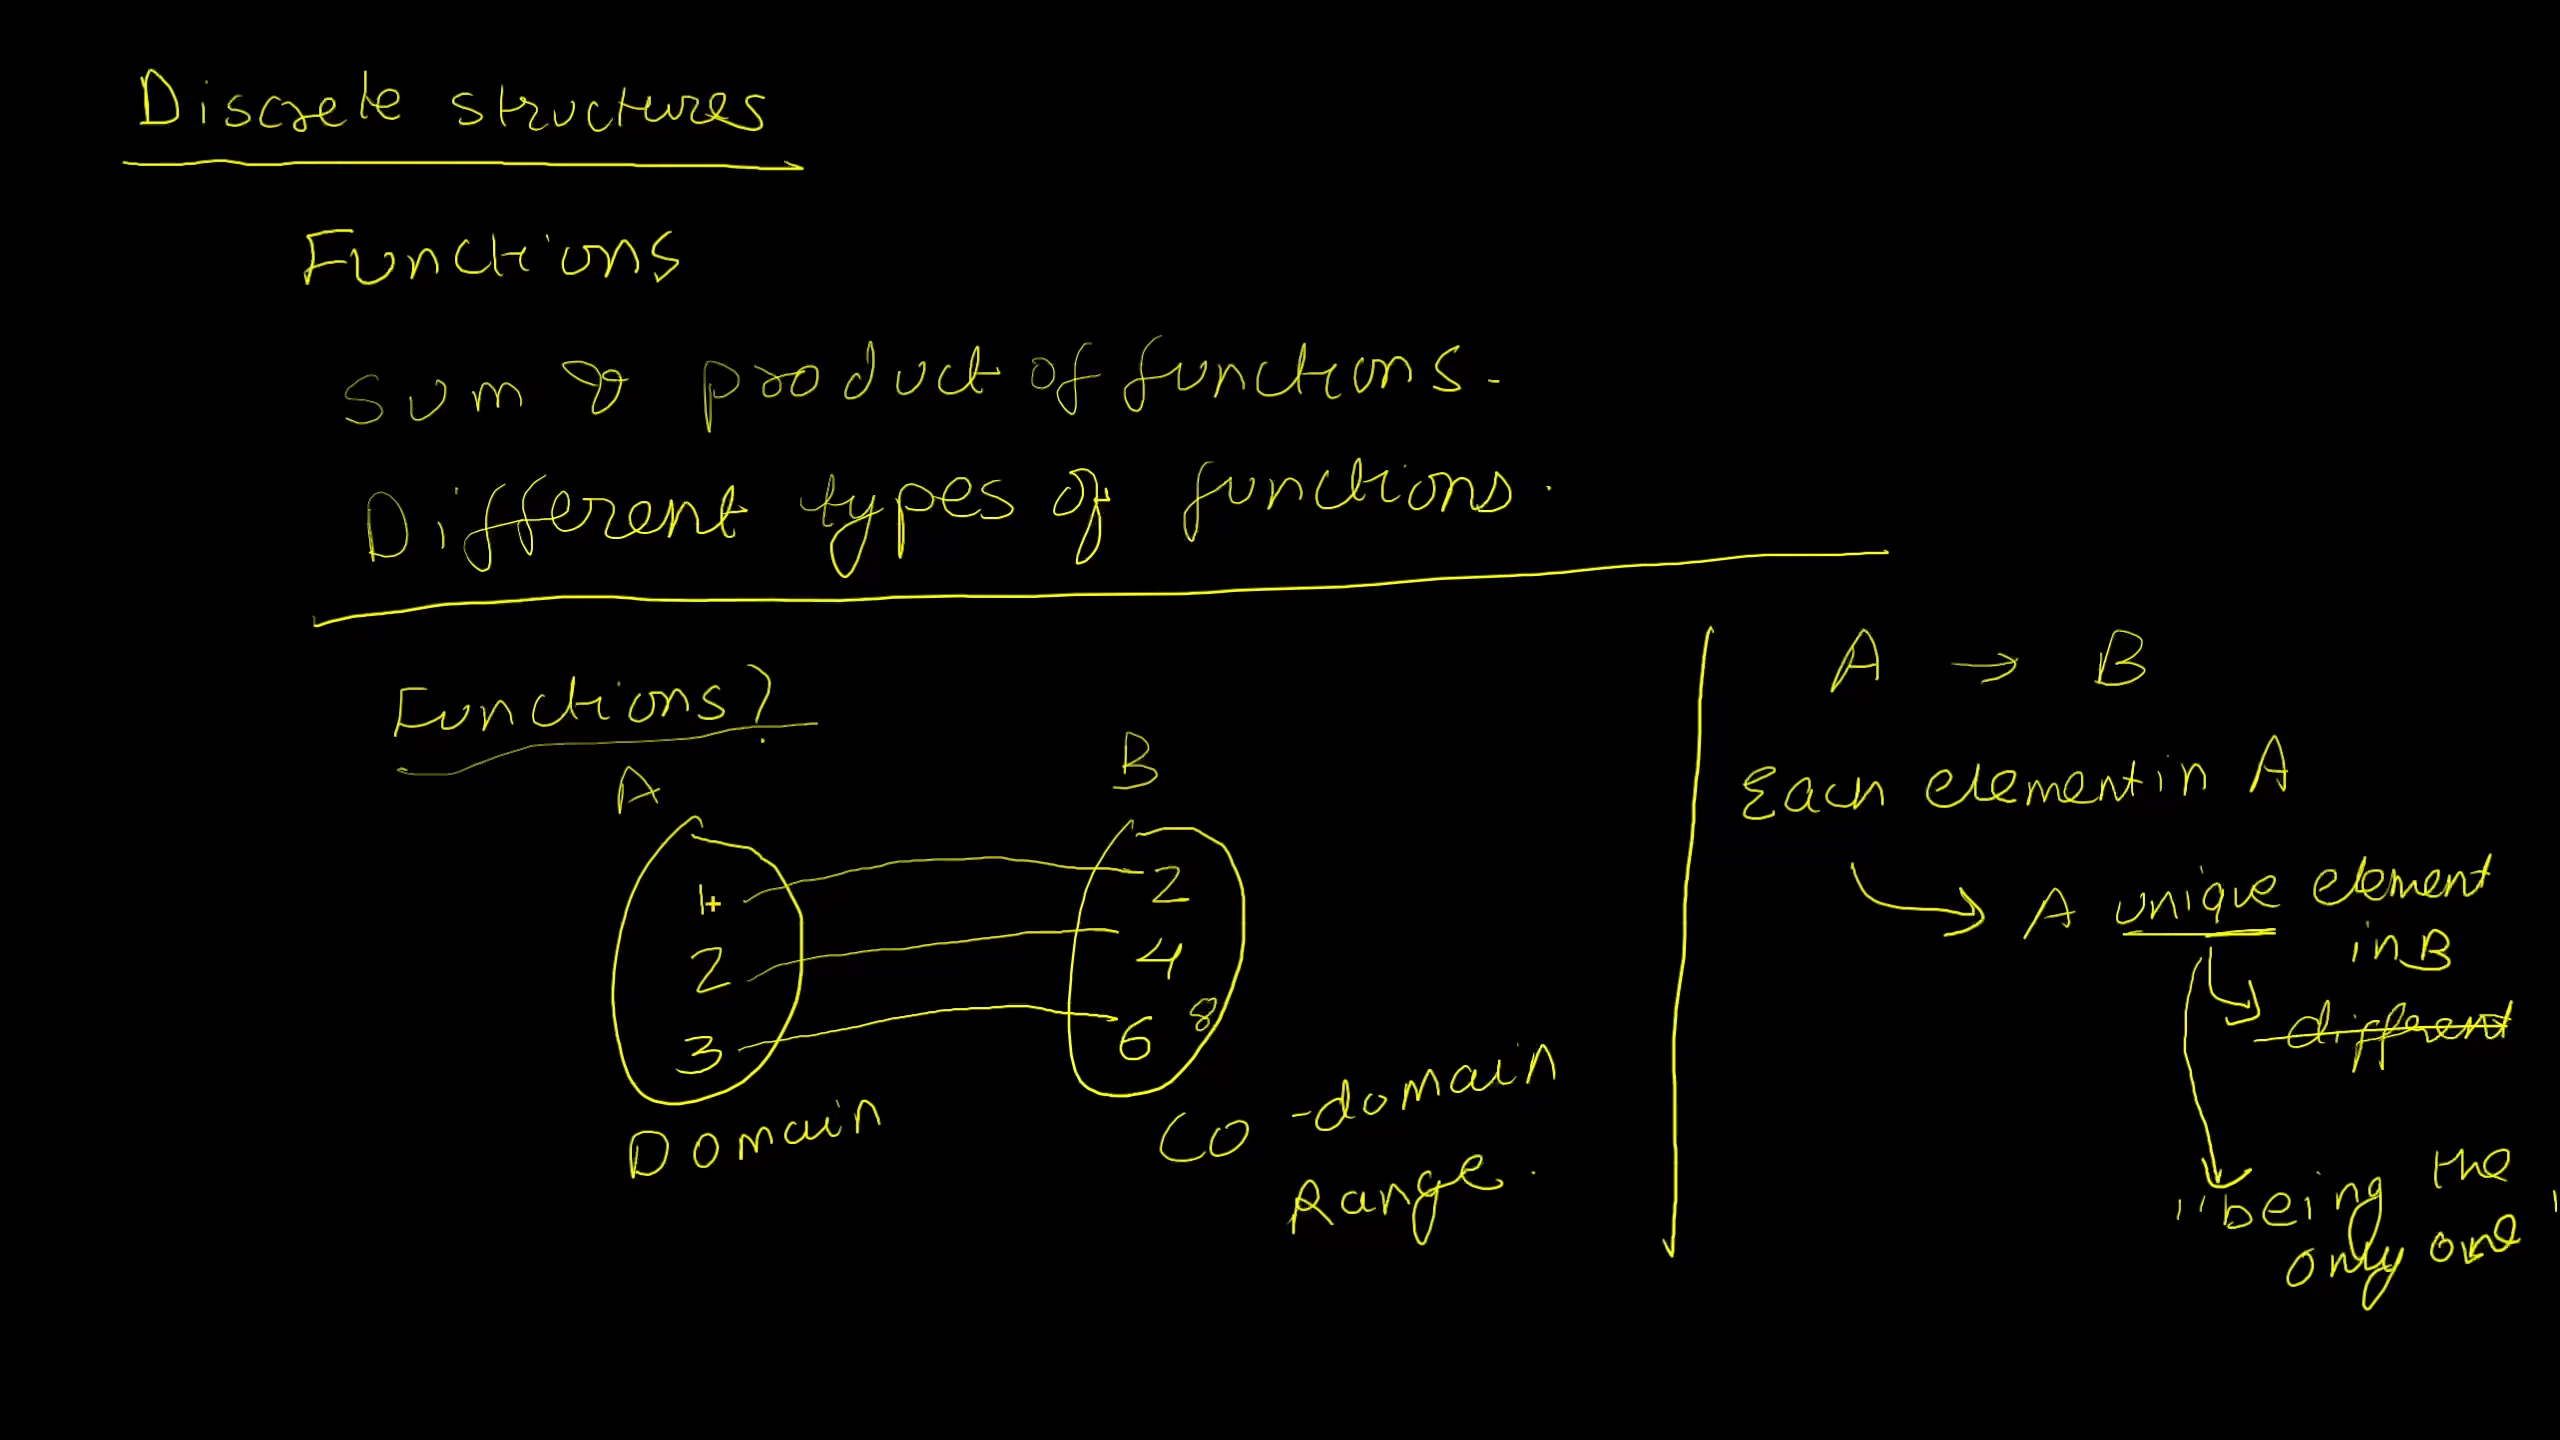 Discrete structures
Functions
Sum & product of functions.
Different types of functions.
Functions?
A B
1 2
2 4
3 6 8
Domain
Co-domain
Range.
A → B
Each element in A
A unique element
in B
different
"being the
only one"